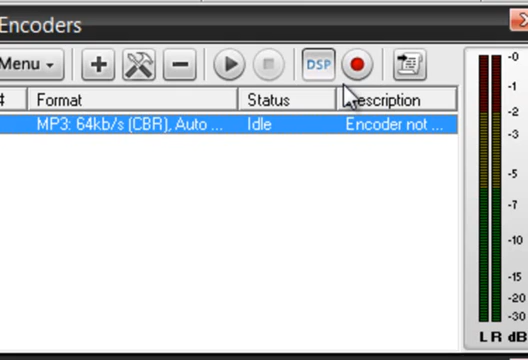 Encoders
Menu
DSP
# Format Status Description
MP3: 64kb/s (CBR), Auto ... Idle Encoder not ...
-0
-1
-2
-3
-5
-7
-10
-15
-20
-30
L R dB